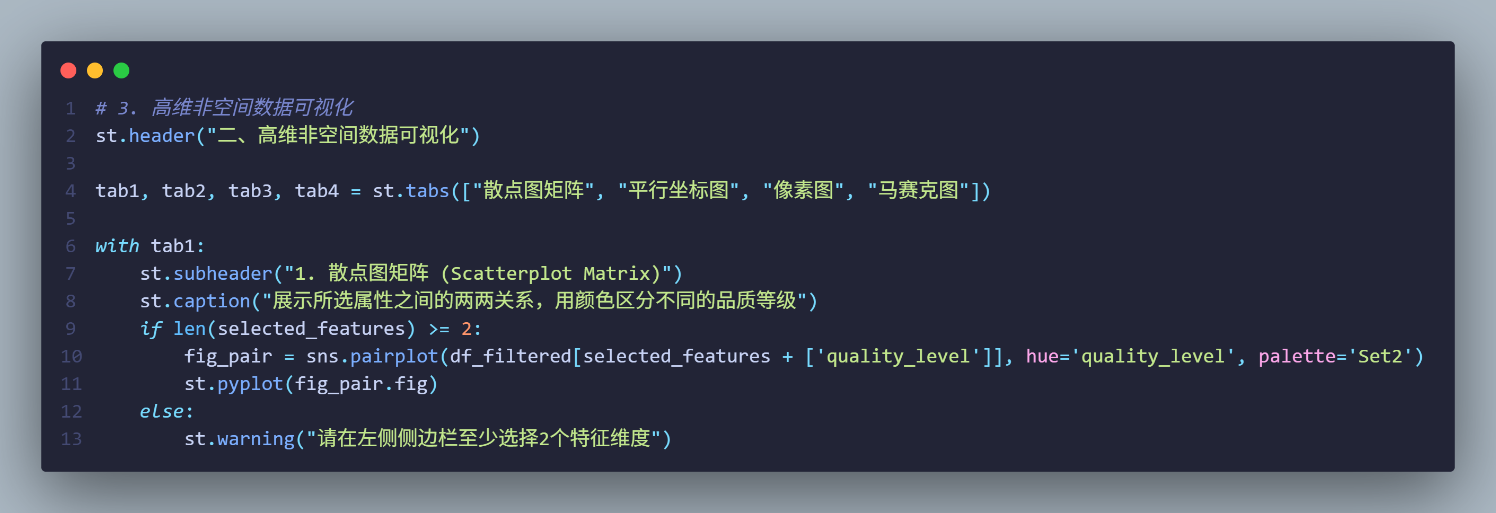 1 # 3. 高维非空间数据可视化
2 st.header("二、高维非空间数据可视化")
3
4 tab1, tab2, tab3, tab4 = st.tabs(["散点图矩阵", "平行坐标图", "像素图", "马赛克图"])
5
6 with tab1:
7     st.subheader("1. 散点图矩阵 (Scatterplot Matrix)")
8     st.caption("展示所选属性之间的两两关系，用颜色区分不同的品质等级")
9     if len(selected_features) >= 2:
10         fig_pair = sns.pairplot(df_filtered[selected_features + ['quality_level']], hue='quality_level', palette='Set2')
11         st.pyplot(fig_pair.fig)
12     else:
13         st.warning("请在左侧侧边栏至少选择2个特征维度")